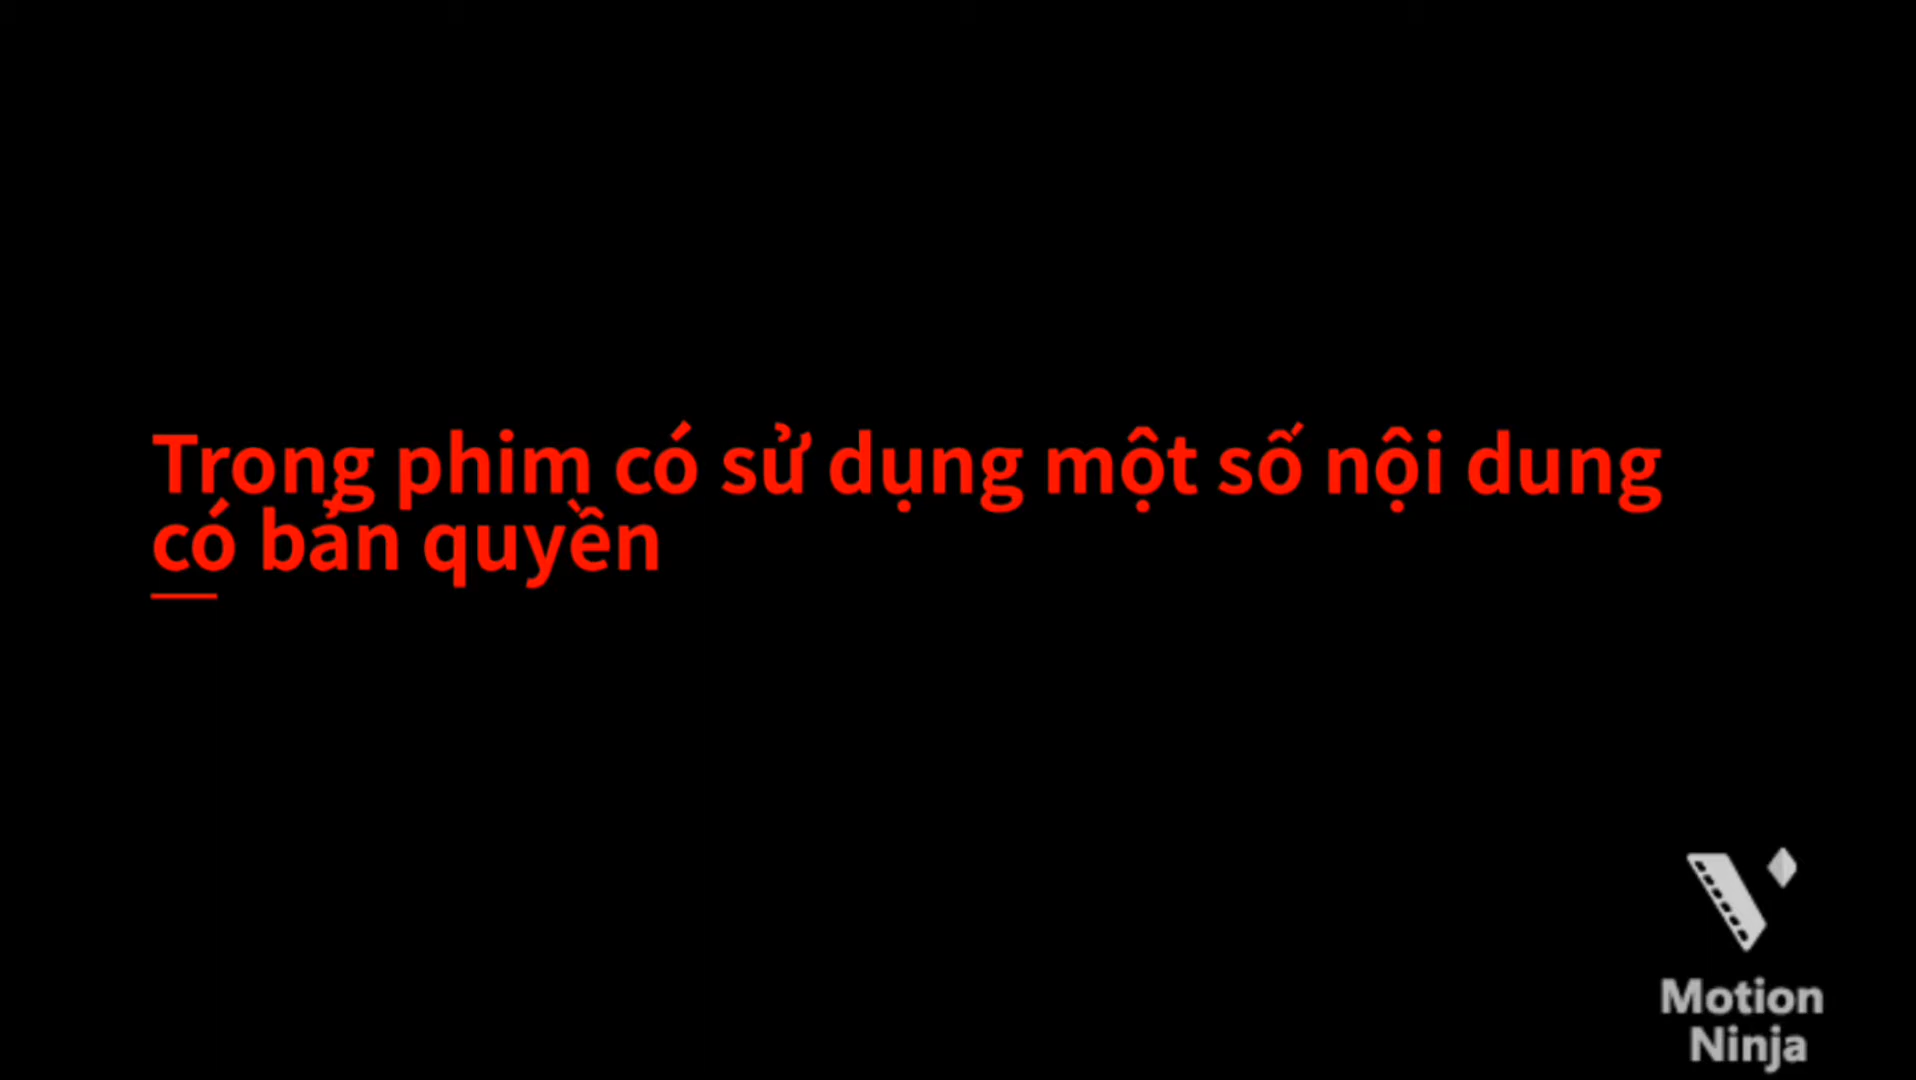 Trong phim có sử dụng một số nội dung
có bản quyền
Motion
Ninja